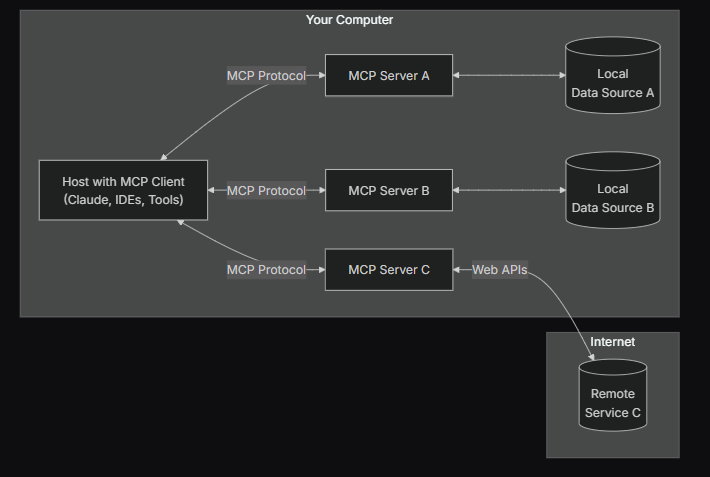 Your Computer
MCP Protocol
MCP Server A
Local
Data Source A
Host with MCP Client
(Claude, IDEs, Tools)
MCP Protocol
MCP Server B
Local
Data Source B
MCP Protocol
MCP Server C
Web APIs
Internet
Remote
Service C